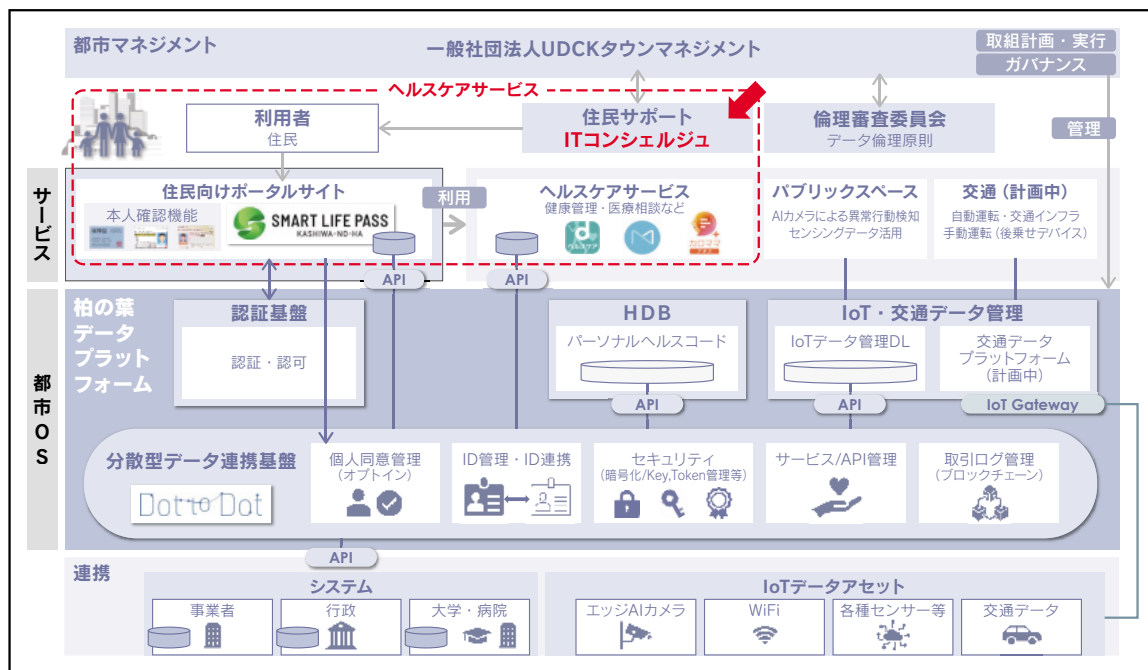 都市マネジメント
一般社団法人UDCKタウンマネジメント
取組計画・実行
ガバナンス
ヘルスケアサービス
利用者
住民
住民サポート
ITコンシェルジュ
倫理審査委員会
データ倫理原則
管理
サービス
住民向けポータルサイト
本人確認機能
SMART LIFE PASS
KASHIWA-NO-HA
利用
ヘルスケアサービス
健康管理・医療相談など
ヘルスケア
カロママ
パブリックスペース
AIカメラによる異常行動検知
センシングデータ活用
交通（計画中）
自動運転・交通インフラ
手動運転（後乗せデバイス）
API
API
都市OS
柏の葉
データ
プラット
フォーム
認証基盤
認証・認可
HDB
パーソナルヘルスコード
IoT・交通データ管理
IoTデータ管理DL
交通データ
プラットフォーム
（計画中）
API
API
IoT Gateway
分散型データ連携基盤
Dot to Dot
個人同意管理
（オプトイン）
ID管理・ID連携
セキュリティ
（暗号化/Key,Token管理等）
サービス/API管理
取引ログ管理
（ブロックチェーン）
API
連携
システム
事業者
行政
大学・病院
IoTデータアセット
エッジAIカメラ
WiFi
各種センサー等
交通データ